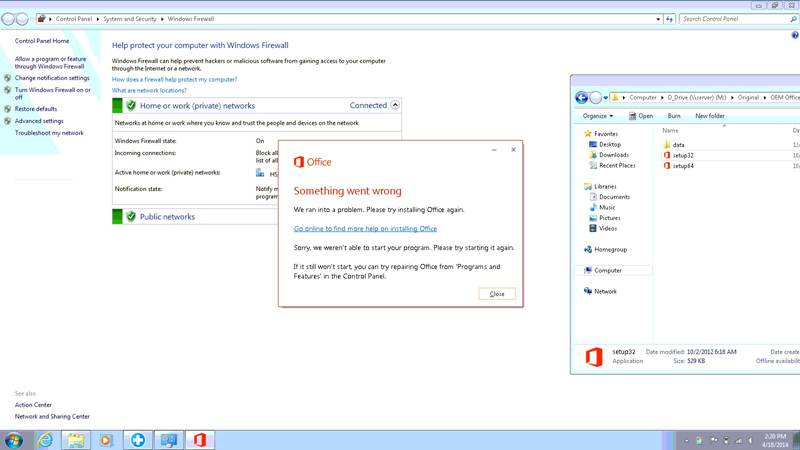 Control Panel
System and Security
Windows Firewall
Search Control Panel
Control Panel Home
Allow a program or feature
through Windows Firewall
Change notification settings
Turn Windows Firewall on or
off
Restore defaults
Advanced settings
Troubleshoot my network
See also
Action Center
Network and Sharing Center
Help protect your computer with Windows Firewall
Windows Firewall can help prevent hackers or malicious software from gaining access to your computer
through the Internet or a network.
How does a firewall help protect my computer?
What are network locations?
Home or work (private) networks
Connected
Networks at home or work where you know and trust the people and devices on the network
Windows Firewall state:
On
Incoming connections:
Block all
list of all
Active home or work (private) networks:
HS
Notification state:
Notify m
program
Public networks
Office
Something went wrong
We ran into a problem. Please try installing Office again.
Go online to find more help on installing Office
Sorry, we weren't able to start your program. Please try starting it again.
If it still won't start, you can try repairing Office from 'Programs and
Features' in the Control Panel.
Close
Computer
D_Drive (\\server) (M:)
Original
OEM Office
Organize
Open
Burn
New folder
Favorites
Desktop
Downloads
Recent Places
Libraries
Documents
Music
Pictures
Videos
Homegroup
Computer
Network
Name
data
setup32
setup64
Date
setup32
Date modified: 10/2/2012 6:18 AM
Date create
Application
Size: 529 KB
Offline availabilit
2:20 PM
4/18/2014